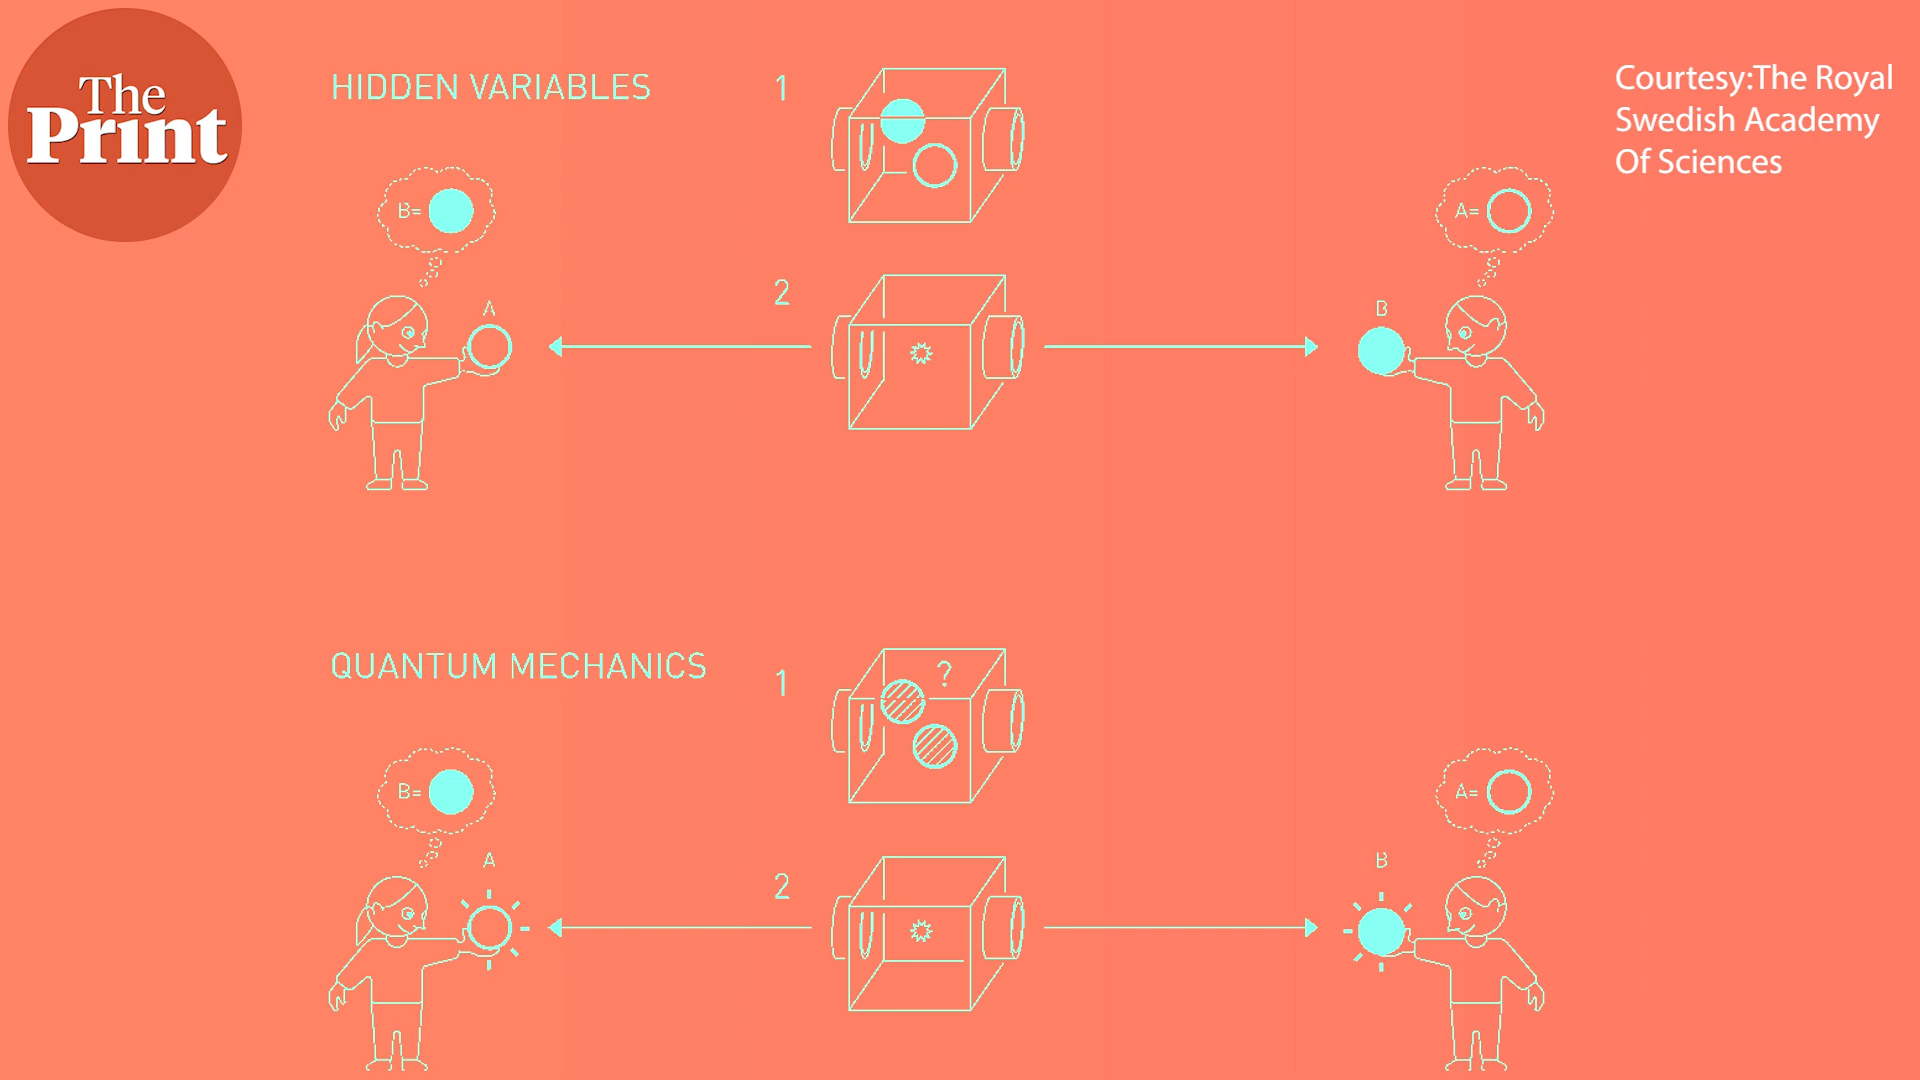 The
Print
HIDDEN VARIABLES
1
Courtesy:The Royal
Swedish Academy
Of Sciences
B=
A=
2
A
B
QUANTUM MECHANICS
1
?
B=
A=
A
B
2